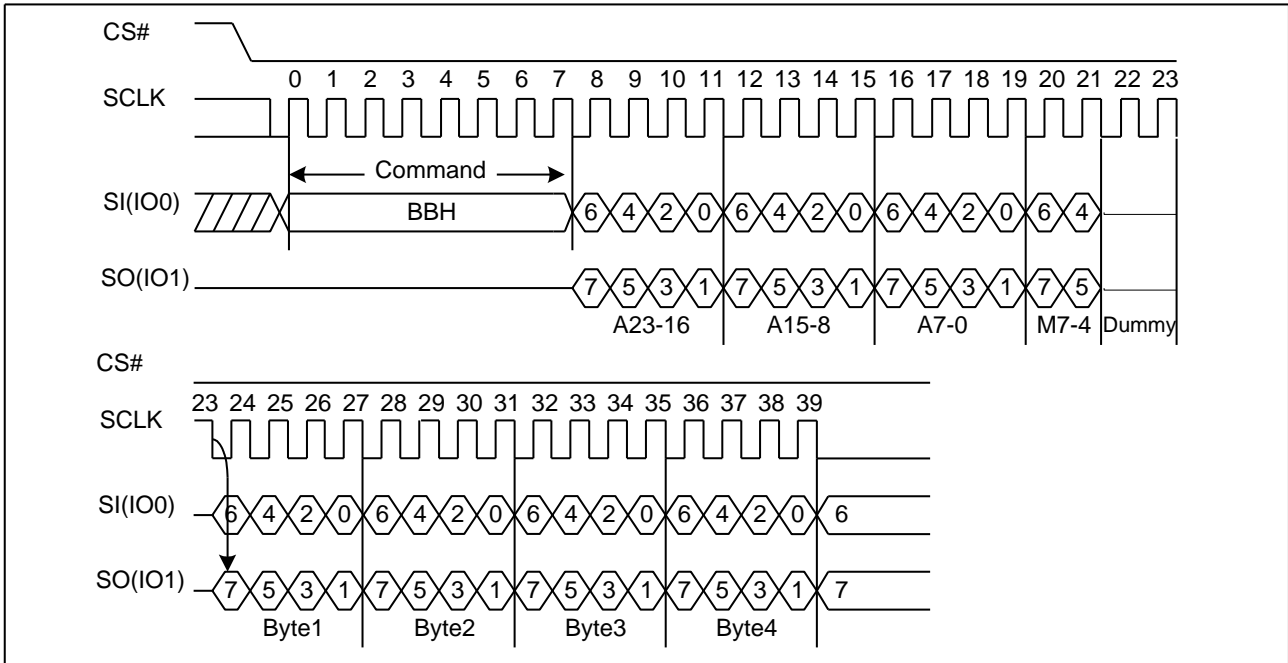 CS#
0 1 2 3 4 5 6 7 8 9 10 11 12 13 14 15 16 17 18 19 20 21 22 23
SCLK
Command
SI(IO0) BBH 6 4 2 0 6 4 2 0 6 4 2 0 6 4
SO(IO1) 7 5 3 1 7 5 3 1 7 5 3 1 7 5
A23-16 A15-8 A7-0 M7-4 Dummy
CS#
23 24 25 26 27 28 29 30 31 32 33 34 35 36 37 38 39
SCLK
SI(IO0) 6 4 2 0 6 4 2 0 6 4 2 0 6 4 2 0 6
SO(IO1) 7 5 3 1 7 5 3 1 7 5 3 1 7 5 3 1 7
Byte1 Byte2 Byte3 Byte4